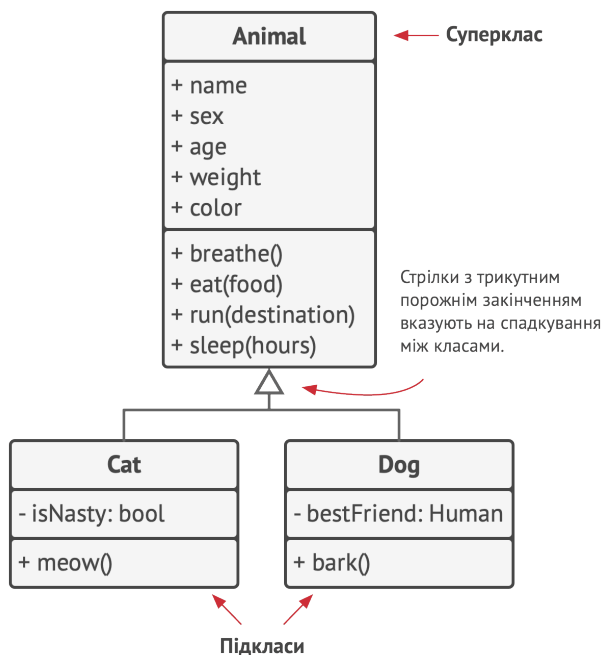 Animal
Суперклас
+ name
+ sex
+ age
+ weight
+ color
+ breathe()
+ eat(food)
+ run(destination)
+ sleep(hours)
Стрілки з трикутним
порожнім закінченням
вказують на спадкування
між класами.
Cat
- isNasty: bool
+ meow()
Dog
- bestFriend: Human
+ bark()
Підкласи